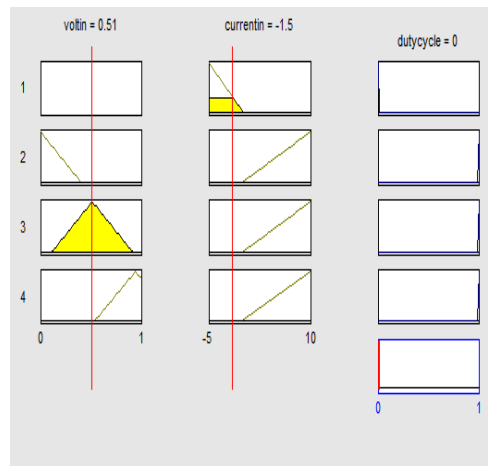 voltin = 0.51
currentin = -1.5
dutycycle = 0
1
2
3
4
0 1
-5 10
0 1